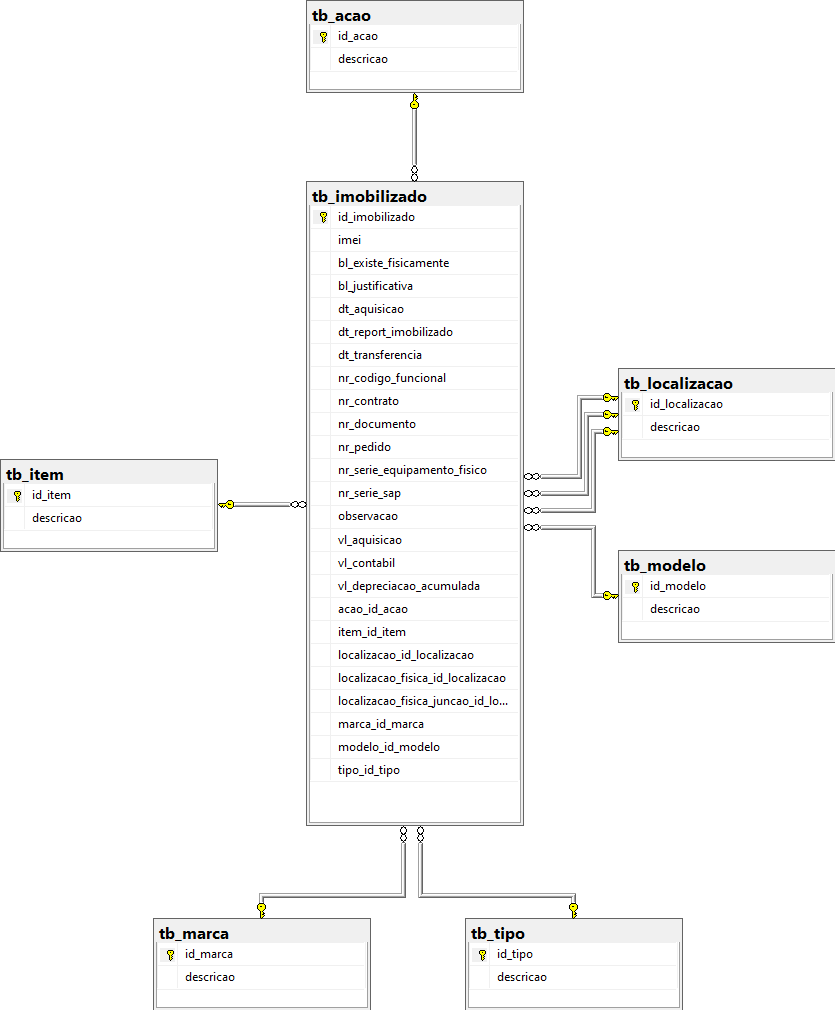 tb_acao
id_acao
descricao
tb_imobilizado
id_imobilizado
imei
bl_existe_fisicamente
bl_justificativa
dt_aquisicao
dt_report_imobilizado
dt_transferencia
nr_codigo_funcional
nr_contrato
nr_documento
nr_pedido
nr_serie_equipamento_fisico
nr_serie_sap
observacao
vl_aquisicao
vl_contabil
vl_depreciacao_acumulada
acao_id_acao
item_id_item
localizacao_id_localizacao
localizacao_fisica_id_localizacao
localizacao_fisica_juncao_id_lo...
marca_id_marca
modelo_id_modelo
tipo_id_tipo
tb_localizacao
id_localizacao
descricao
tb_item
id_item
descricao
tb_modelo
id_modelo
descricao
tb_marca
id_marca
descricao
tb_tipo
id_tipo
descricao